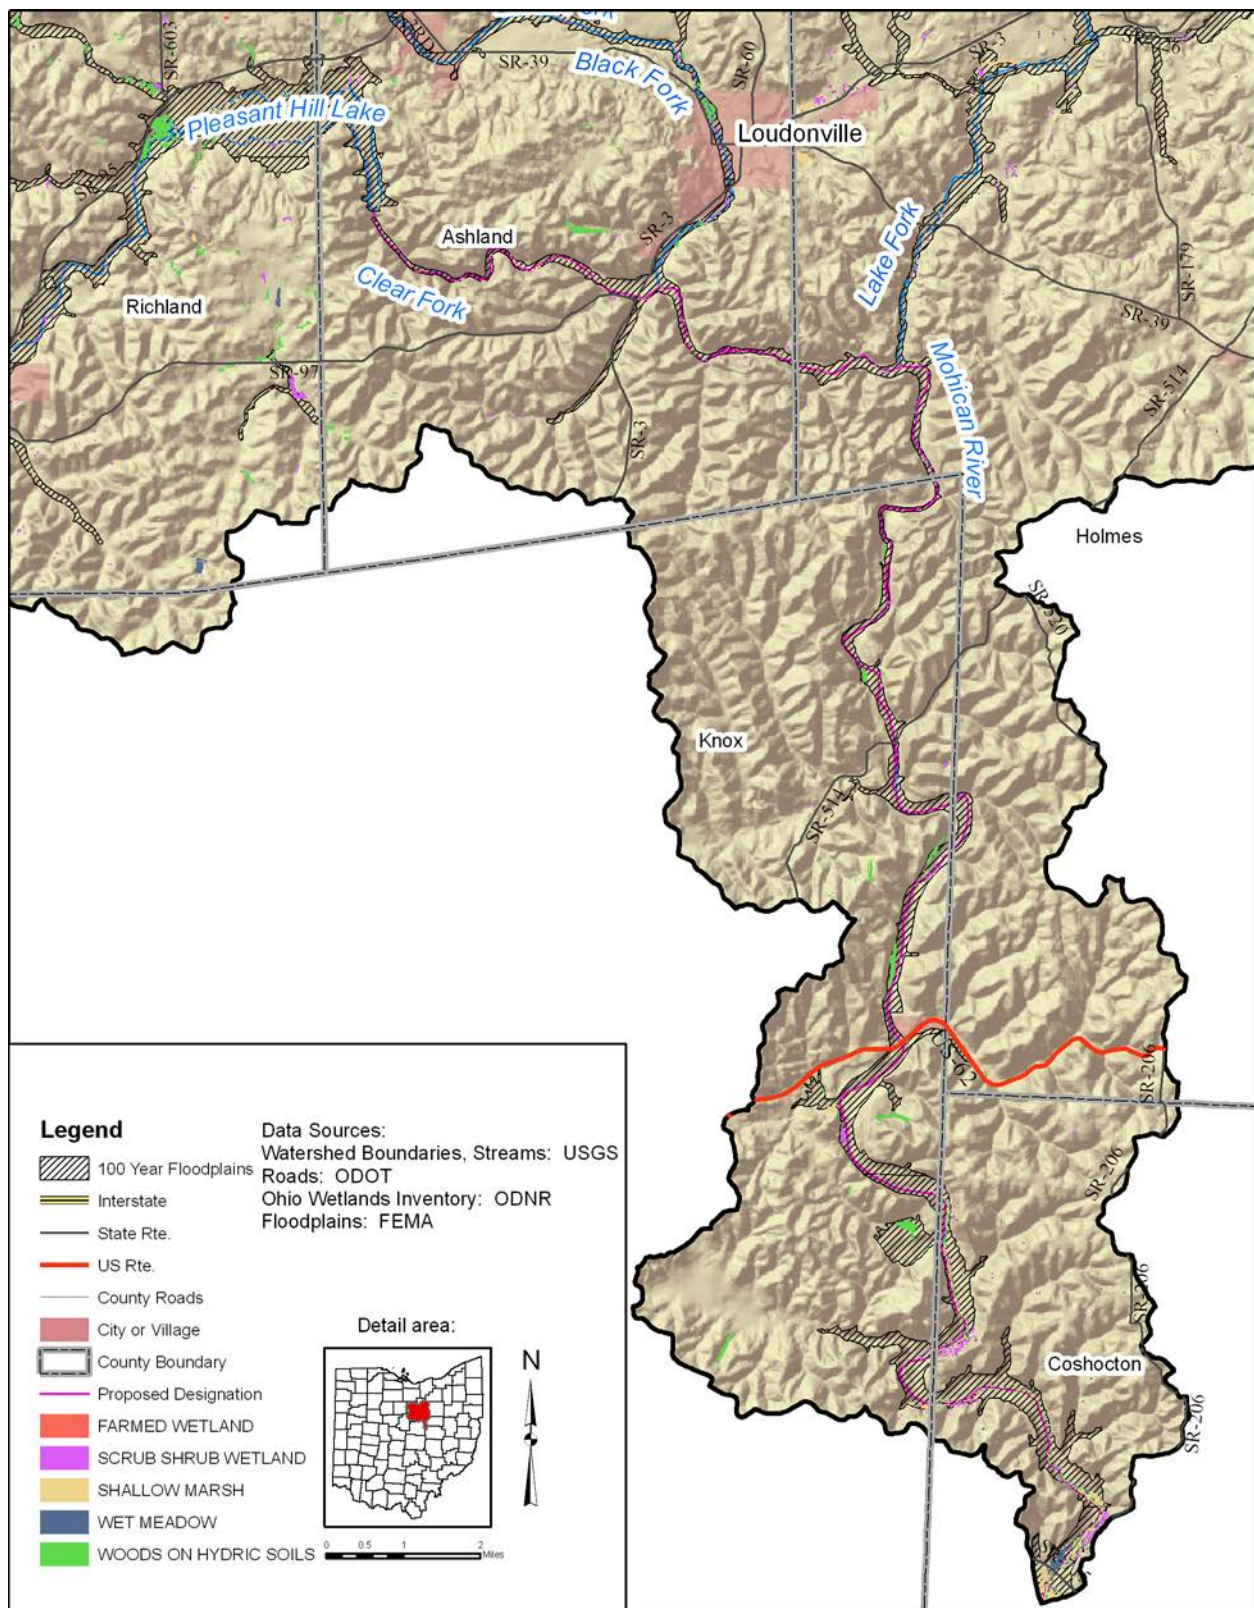 SR-603
SR-39
Black Fork
SR-60
SR-3
Pleasant Hill Lake
Loudonville
Ashland
SR-3
Clear Fork
Lake Fork
SR-179
Richland
SR-39
SR-97
Mohican River
SR-514
SR-3
Holmes
SR-520
Knox
SR-514
US-62
SR-206
SR-206
SR-206
Coshocton
SR-206
Legend
100 Year Floodplains
Interstate
State Rte.
US Rte.
County Roads
City or Village
County Boundary
Proposed Designation
FARMED WETLAND
SCRUB SHRUB WETLAND
SHALLOW MARSH
WET MEADOW
WOODS ON HYDRIC SOILS
Data Sources:
Watershed Boundaries, Streams: USGS
Roads: ODOT
Ohio Wetlands Inventory: ODNR
Floodplains: FEMA
Detail area:
N
0 0.5 1 2
Miles